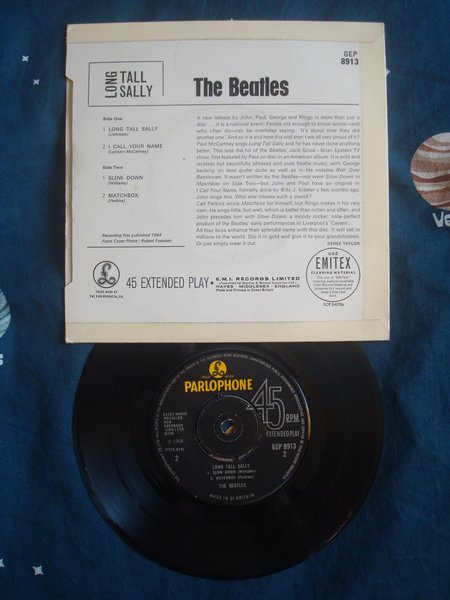 GEP
8913
LONG
TALL
SALLY
The Beatles
Side One
1 LONG TALL SALLY
(Johnson)
2 I CALL YOUR NAME
(Lennon-McCartney)
Side Two
1 SLOW DOWN
(Williams)
2 MATCHBOX
(Perkins)
Recording first published 1964
Front Cover Photo : Robert Freeman
A new release by John, Paul, George and Ringo is more than just a
disc . . . it is a national event. People old enough to know worse—and
who often do—can be overheard saying: "It's about time they did
another one.' And so it is and here it is and aren't we all very proud of it?
Paul McCartney sings Long Tall Sally and he has never done anything
better. This was the hit of the Beatles' Jack Good - Brian Epstein TV
show, first featured by Paul on disc in an American album. It is wild and
reckless but beautifully phrased and pure Beatle music, with George
backing on lead guitar quite as well as in his notable Roll Over
Beethoven. It wasn't written by the Beatles—nor were Slow Down or
Matchbox on Side Two—but John and Paul have an original in
I Call Your Name, formerly done by Billy J. Kramer a few months ago.
John sings this. Who else creates such a sound?
Carl Perkins wrote Matchbox for himself, but Ringo makes it his very
own. He sings little, but well, which is better than rotten and often, and
John precedes him with Slow Down, a moody rocker, note-perfect
product of the Beatles' early performances in Liverpool's 'Cavern'.
All four boys enhance their splendid name with this disc. It will sell in
millions to the world. Dip it in gold and give it to your grandchildren.
Or just simply wear it out.
DEREK TAYLOR
TRADE MARK OF
THE PARLOPHONE Co. Ltd.
45 EXTENDED PLAY
E.M.I. RECORDS LIMITED
HAYES · MIDDLESEX · ENGLAND
Made and Printed in Great Britain
USE
EMITEX
CLEANING MATERIAL
Ve
PARLOPHONE
45
RPM
EXTENDED PLAY
GEP 8913
2
℗ 1964
2
LONG TALL SALLY
1. SLOW DOWN (Williams)
2. MATCHBOX (Perkins)
THE BEATLES
MADE IN GT BRITAIN